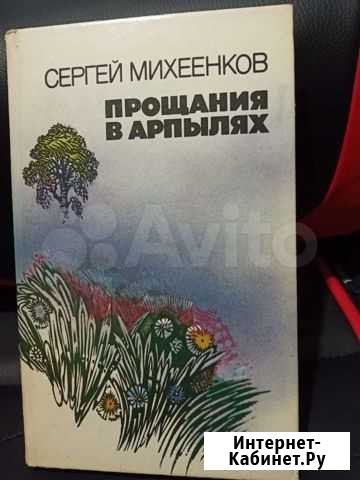 СЕРГЕЙ МИХЕЕНКОВ
ПРОЩАНИЯ
В АРПЫЛЯХ
Avito
Интернет-
Кабинет.Ру